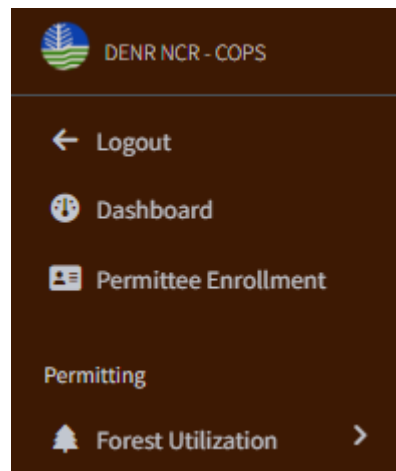 DENR NCR - COPS
Logout
Dashboard
Permittee Enrollment
Permitting
Forest Utilization